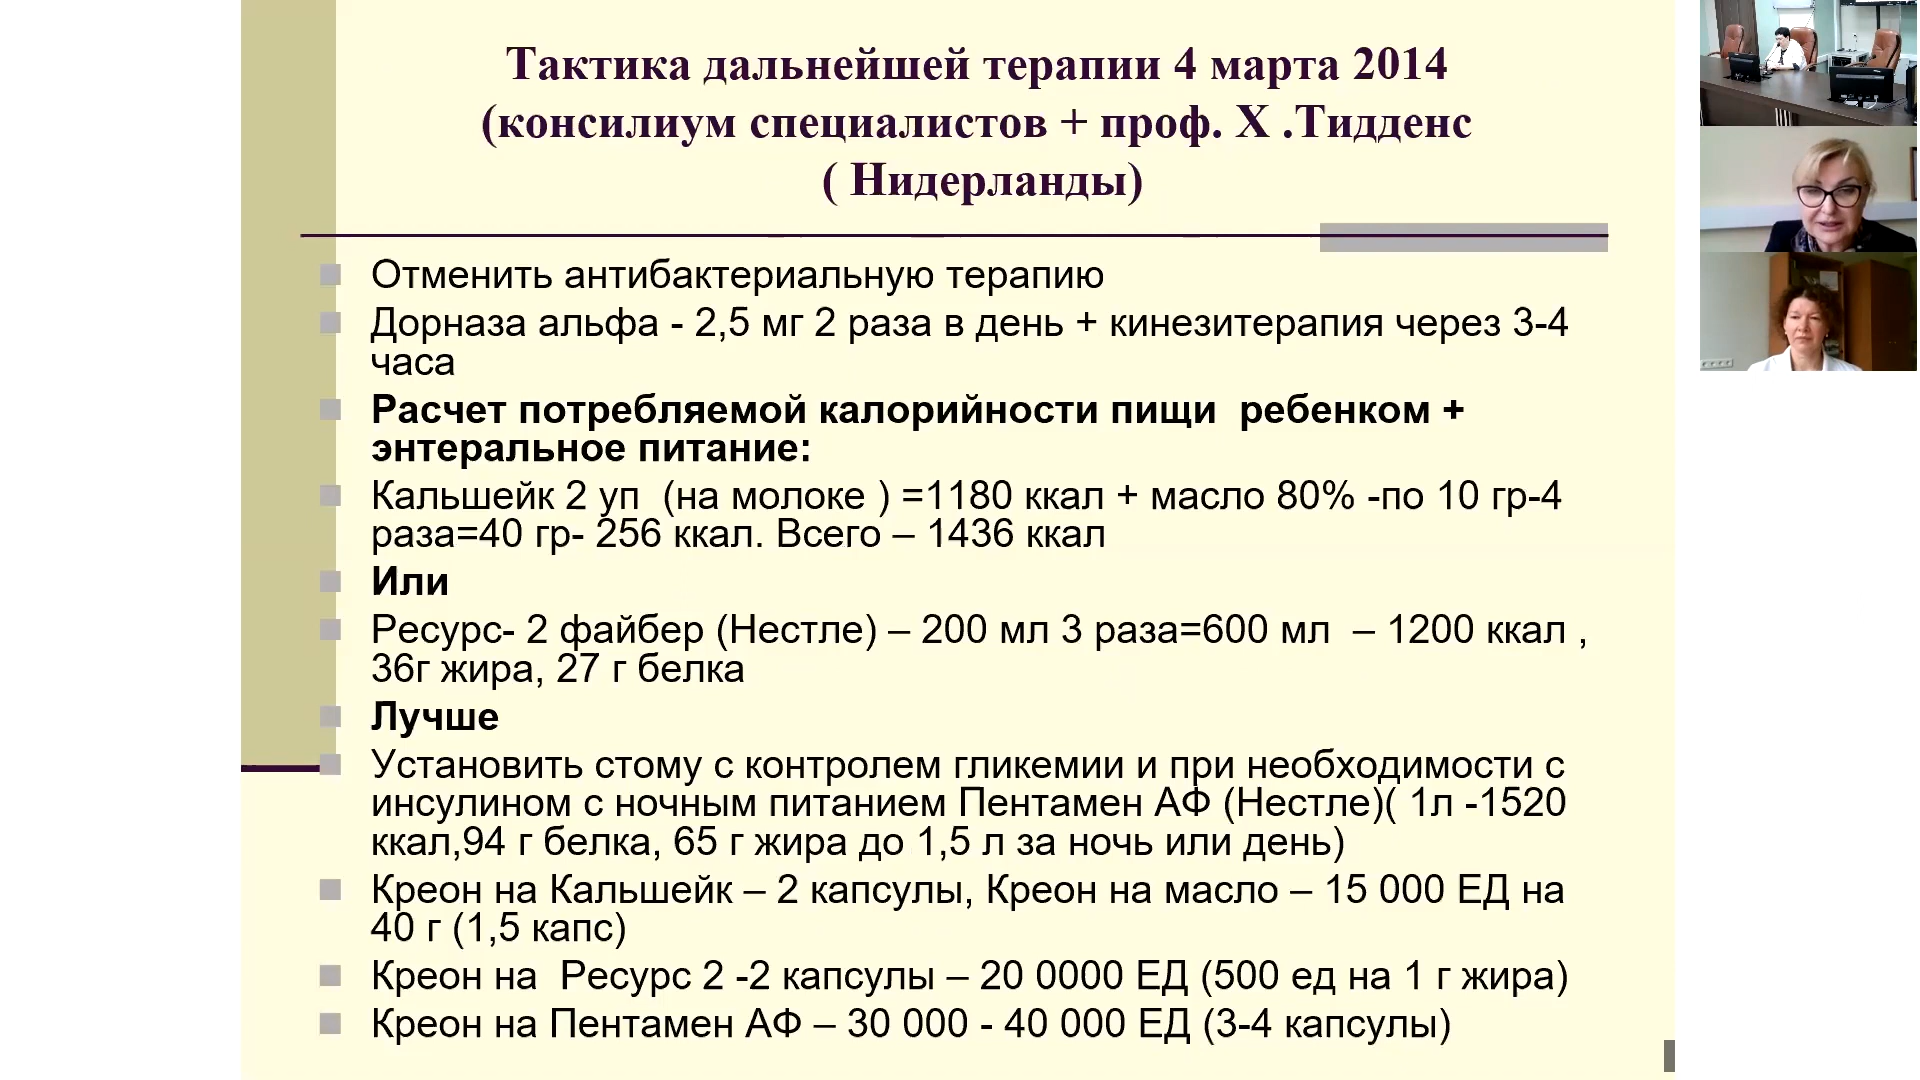 Тактика дальнейшей терапии 4 марта 2014
(консилиум специалистов + проф. Х .Тидденс
( Нидерланды)
Отменить антибактериальную терапию
Дорназа альфа - 2,5 мг 2 раза в день + кинезитерапия через 3-4
часа
Расчет потребляемой калорийности пищи  ребенком +
энтеральное питание:
Кальшейк 2 уп  (на молоке ) =1180 ккал + масло 80% -по 10 гр-4
раза=40 гр- 256 ккал. Всего – 1436 ккал
Или
Ресурс- 2 файбер (Нестле) – 200 мл 3 раза=600 мл  – 1200 ккал ,
36г жира, 27 г белка
Лучше
Установить стому с контролем гликемии и при необходимости с
инсулином с ночным питанием Пентамен АФ (Нестле)( 1л -1520
ккал,94 г белка, 65 г жира до 1,5 л за ночь или день)
Креон на Кальшейк – 2 капсулы, Креон на масло – 15 000 ЕД на
40 г (1,5 капс)
Креон на  Ресурс 2 -2 капсулы – 20 0000 ЕД (500 ед на 1 г жира)
Креон на Пентамен АФ – 30 000 - 40 000 ЕД (3-4 капсулы)